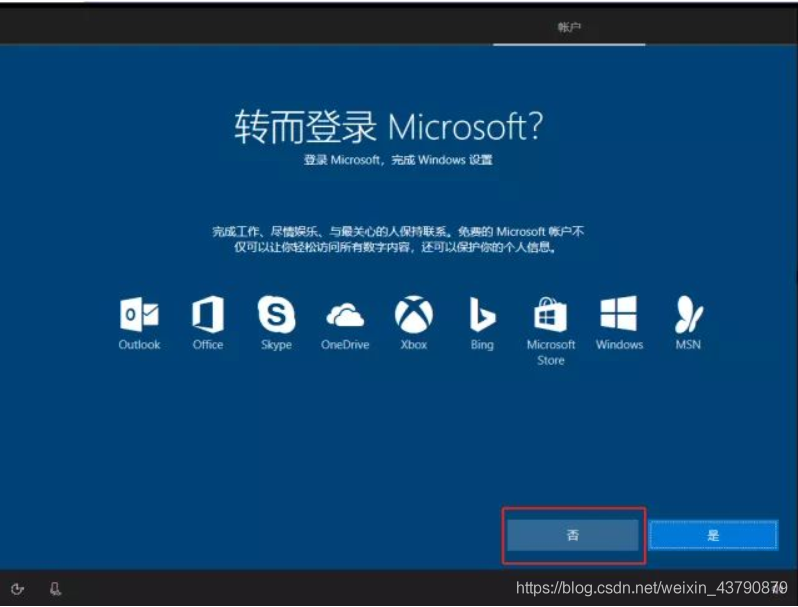 帐户
转而登录 Microsoft?
登录 Microsoft，完成 Windows 设置
完成工作、尽情娱乐、与最关心的人保持联系。免费的 Microsoft 帐户不
仅可以让你轻松访问所有数字内容，还可以保护你的个人信息。
Outlook
Office
Skype
OneDrive
Xbox
Bing
Microsoft
Store
Windows
MSN
否
是
https://blog.csdn.net/weixin_43790879